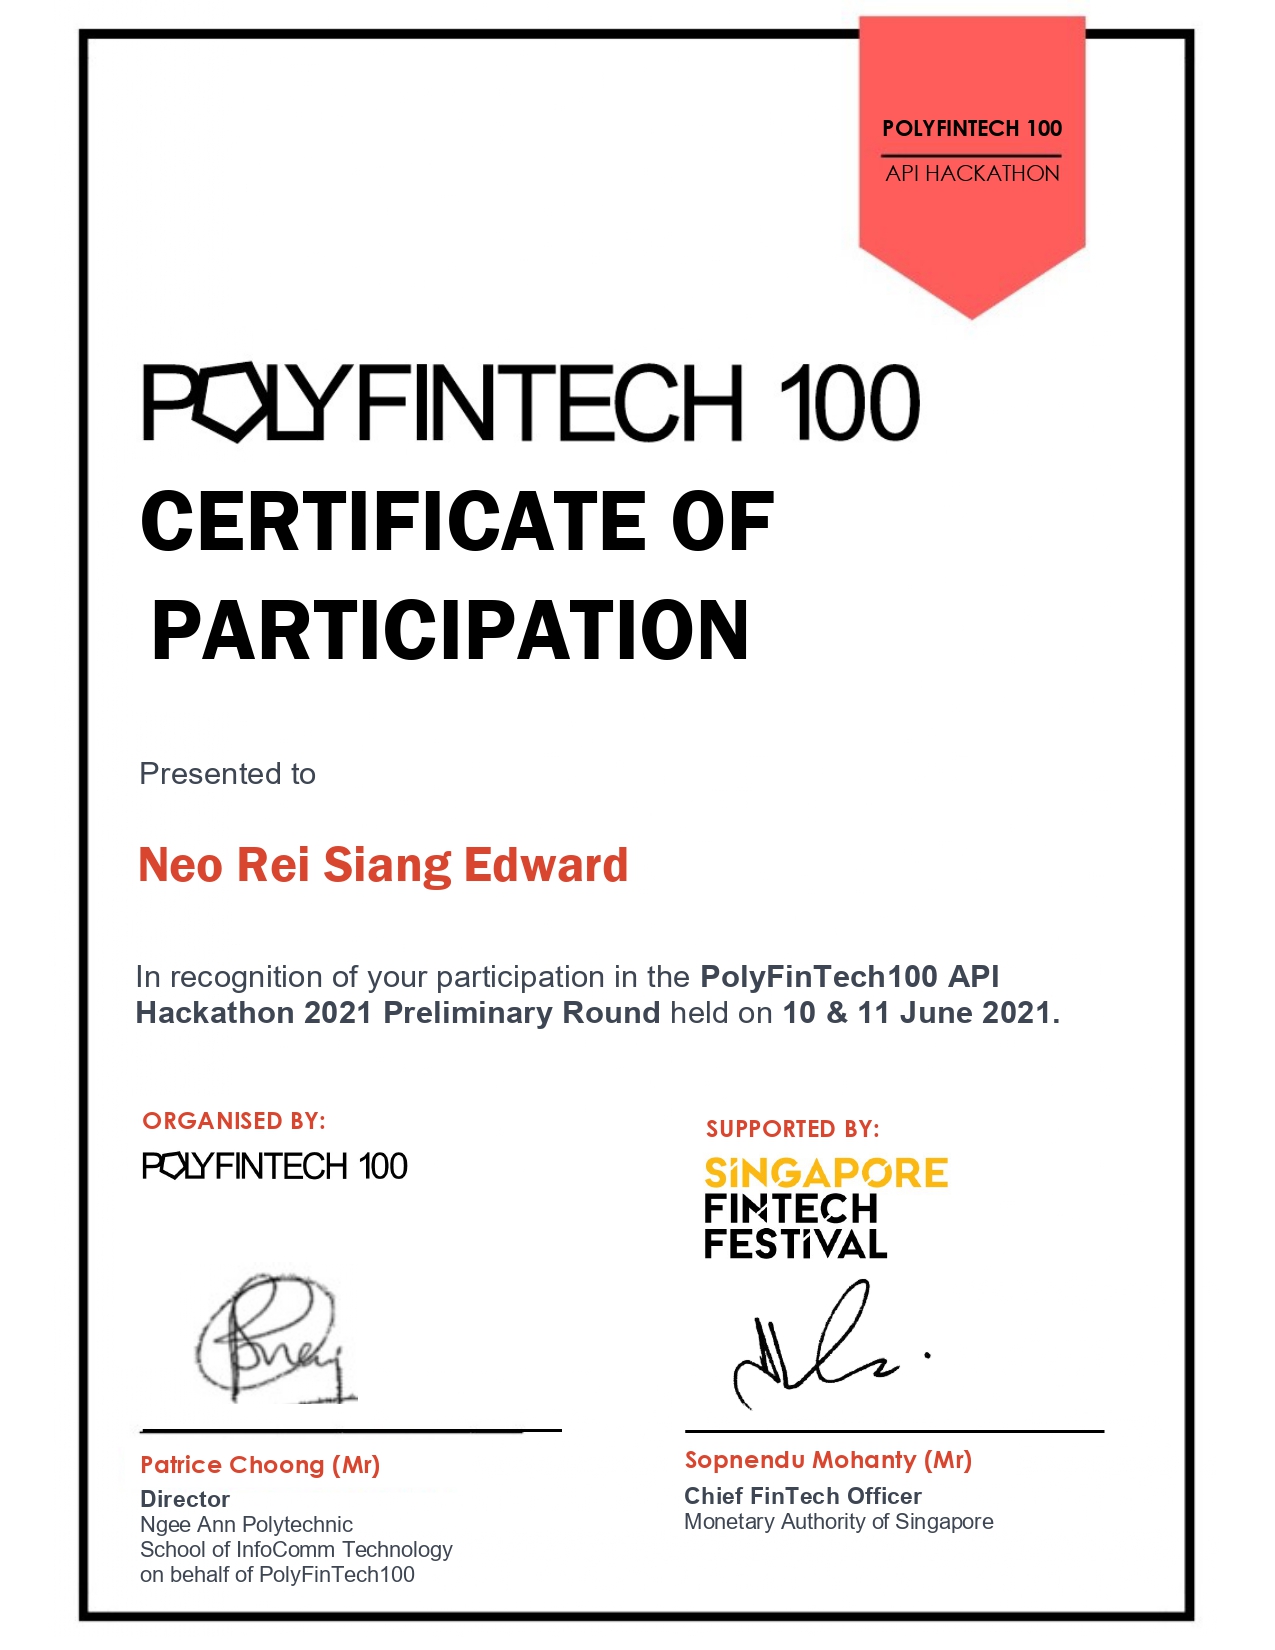 POLYFINTECH 100
API HACKATHON
POLYFINTECH 100
CERTIFICATE OF
PARTICIPATION
Presented to
Neo Rei Siang Edward
In recognition of your participation in the PolyFinTech100 API
Hackathon 2021 Preliminary Round held on 10 & 11 June 2021.
ORGANISED BY:
POLYFINTECH 100
Patrice Choong (Mr)
Director
Ngee Ann Polytechnic
School of InfoComm Technology
on behalf of PolyFinTech100
SUPPORTED BY:
SINGAPORE
FINTECH
FESTIVAL
Sopnendu Mohanty (Mr)
Chief FinTech Officer
Monetary Authority of Singapore